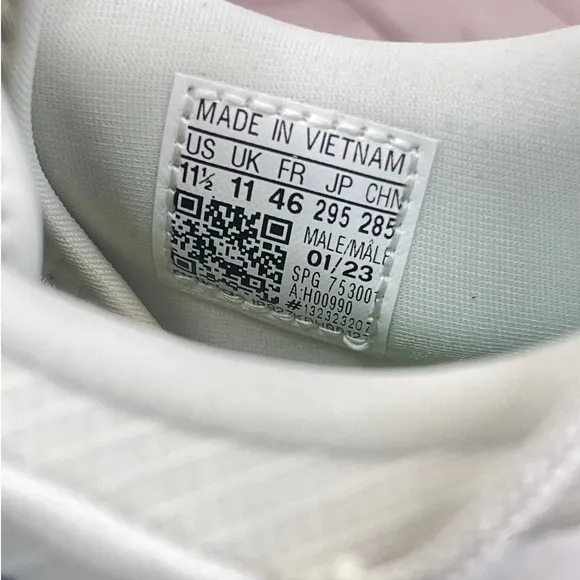 MADE IN VIETNAM
US UK FR JP CHN
11½ 11 46 295 285
MALE/MÂLE
01/23
SPG 753001
A:H00990
#132323207